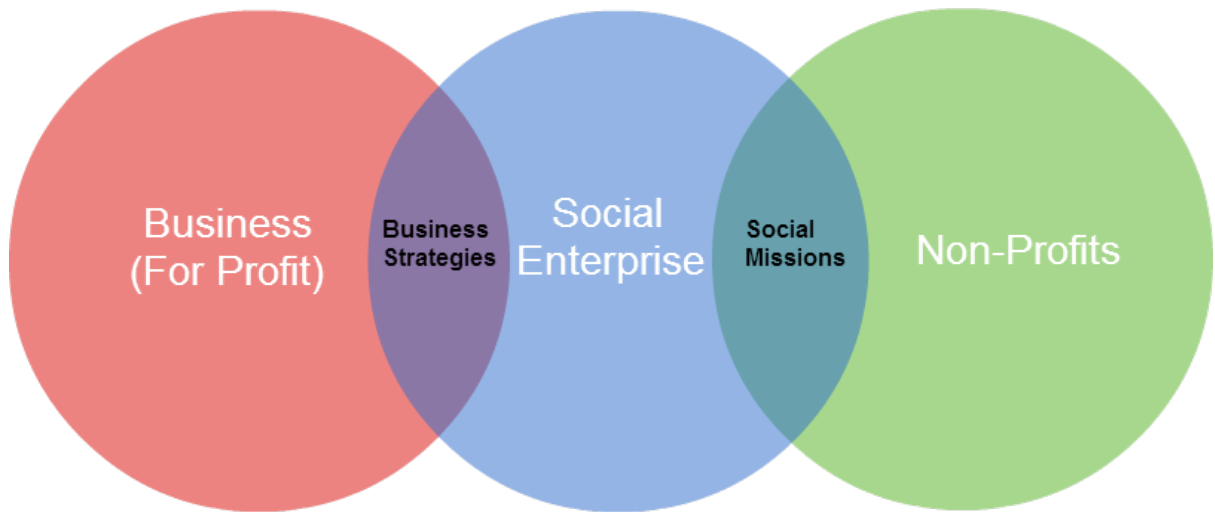 Business
(For Profit)
Business
Strategies
Social
Enterprise
Social
Missions
Non-Profits